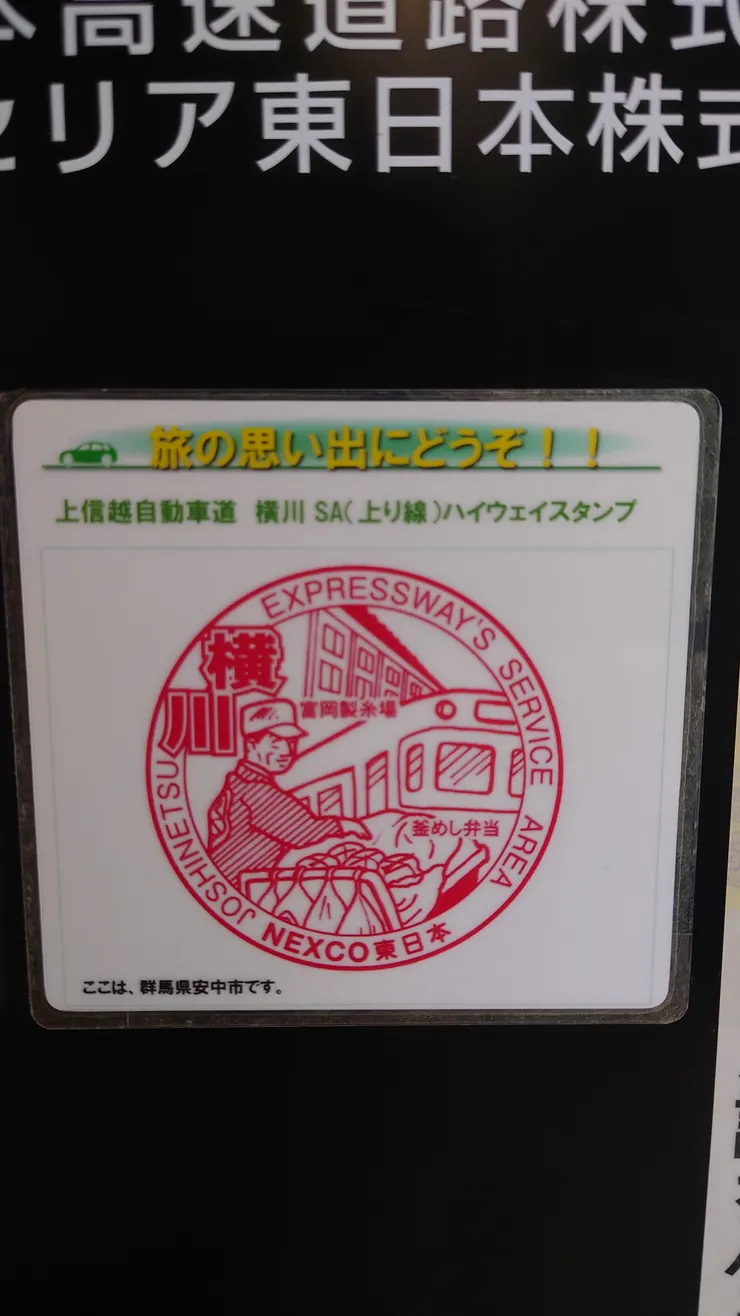 本高速道路株式
セリア東日本株式
旅の思い出にどうぞ！！
上信越自動車道 横川 SA(上り線)ハイウェイスタンプ
EXPRESSWAY'S SERVICE AREA
横川
富岡製糸場
釜めし弁当
JOSHINETSU
NEXCO東日本
ここは、群馬県安中市です。